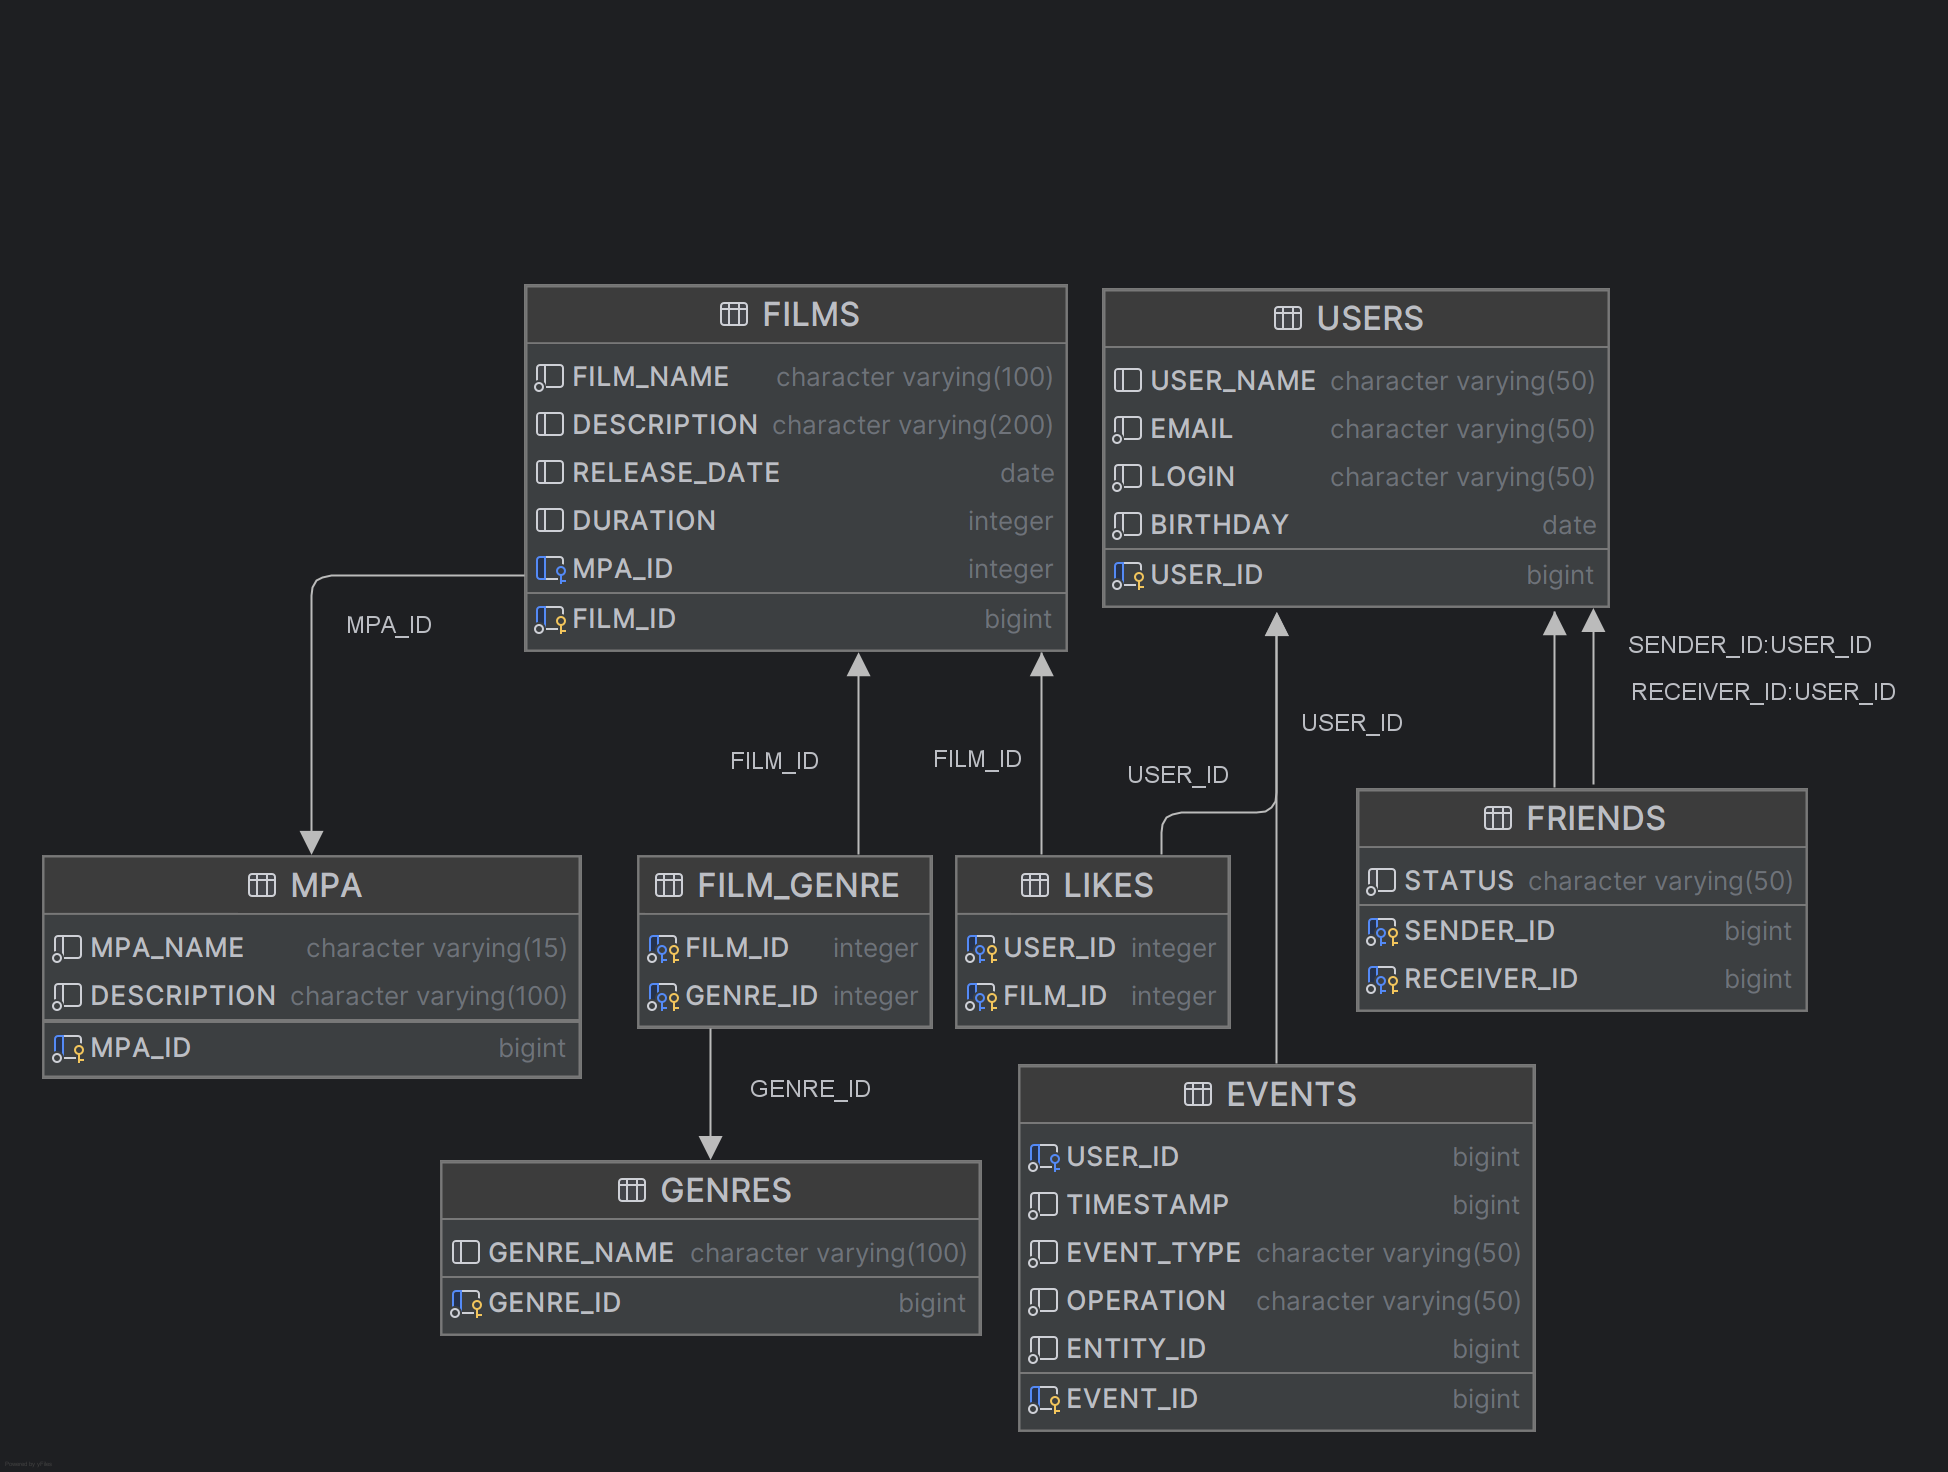 FILMS
FILM_NAME character varying(100)
DESCRIPTION character varying(200)
RELEASE_DATE date
DURATION integer
MPA_ID integer
FILM_ID bigint
USERS
USER_NAME character varying(50)
EMAIL character varying(50)
LOGIN character varying(50)
BIRTHDAY date
USER_ID bigint
MPA_ID
SENDER_ID:USER_ID
RECEIVER_ID:USER_ID
USER_ID
FILM_ID
FILM_ID
USER_ID
FRIENDS
STATUS character varying(50)
SENDER_ID bigint
RECEIVER_ID bigint
MPA
MPA_NAME character varying(15)
DESCRIPTION character varying(100)
MPA_ID bigint
FILM_GENRE
FILM_ID integer
GENRE_ID integer
LIKES
USER_ID integer
FILM_ID integer
GENRE_ID
GENRES
GENRE_NAME character varying(100)
GENRE_ID bigint
EVENTS
USER_ID bigint
TIMESTAMP bigint
EVENT_TYPE character varying(50)
OPERATION character varying(50)
ENTITY_ID bigint
EVENT_ID bigint
Powered by yFiles